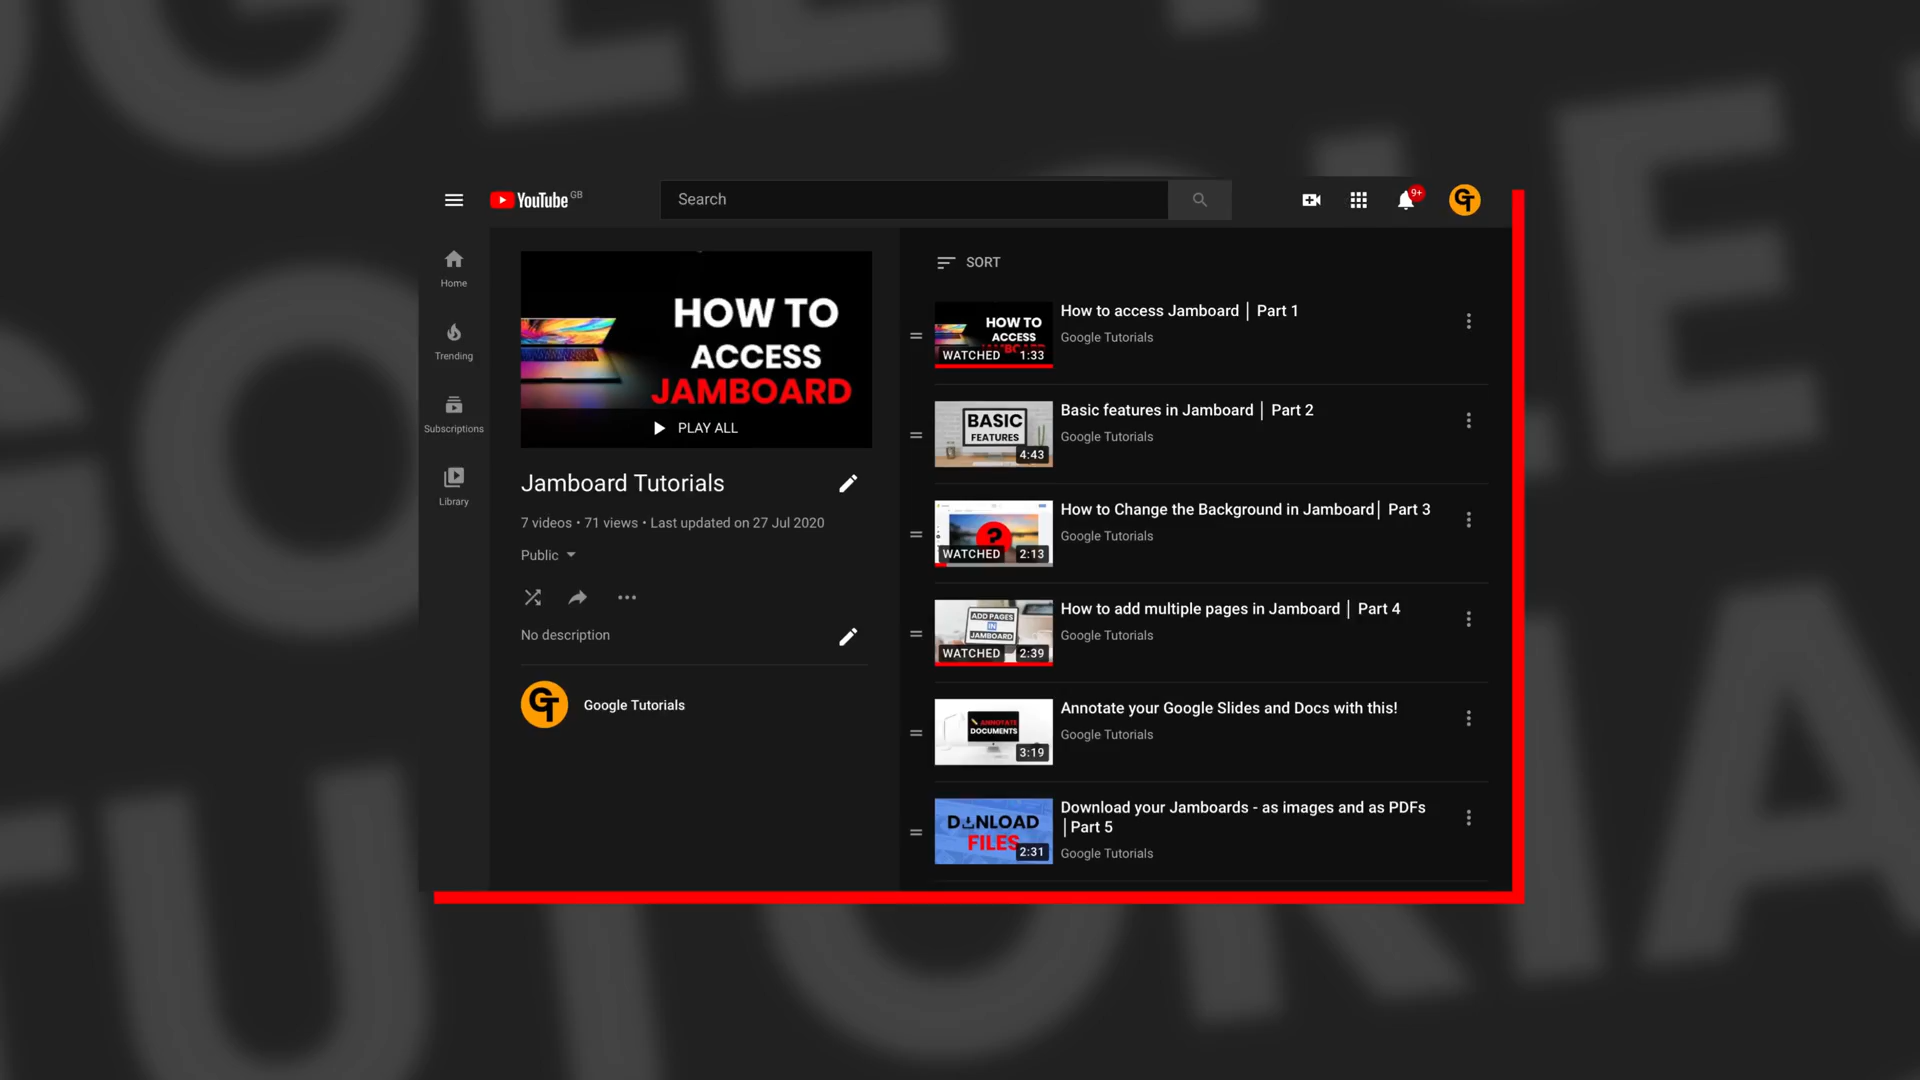 YouTube GB
Search
9+
Home
Trending
Subscriptions
Library
HOW TO
ACCESS
JAMBOARD
PLAY ALL
Jamboard Tutorials
7 videos • 71 views • Last updated on 27 Jul 2020
Public
No description
GT
Google Tutorials
SORT
HOW TO
ACCESS
WATCHED 1:33
How to access Jamboard │ Part 1
Google Tutorials
BASIC
FEATURES
4:43
Basic features in Jamboard │ Part 2
Google Tutorials
?
WATCHED 2:13
How to Change the Background in Jamboard│ Part 3
Google Tutorials
ADD PAGES
IN
JAMBOARD
WATCHED 2:39
How to add multiple pages in Jamboard │ Part 4
Google Tutorials
ANNOTATE
DOCUMENTS
3:19
Annotate your Google Slides and Docs with this!
Google Tutorials
D NLOAD
FILES
2:31
Download your Jamboards - as images and as PDFs
│Part 5
Google Tutorials